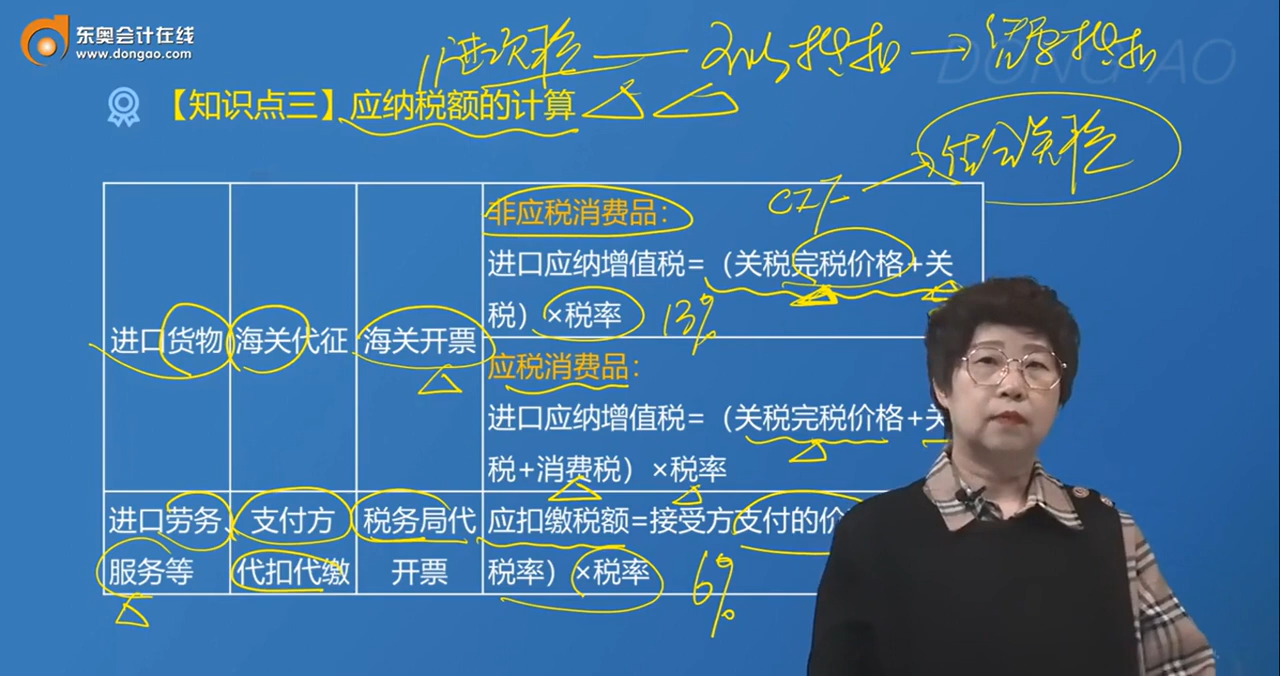 东奥会计在线
www.dongao.com
DONG AO
【知识点三】应纳税额的计算
CIF
非应税消费品：
进口应纳增值税=（关税完税价格+关
税）×税率
13%
进口货物
海关代征
海关开票
应税消费品：
进口应纳增值税=（关税完税价格+关
税+消费税）×税率
进口劳务、
服务等
支付方
代扣代缴
税务局代
开票
应扣缴税额=接受方支付的价
税率）×税率
6%